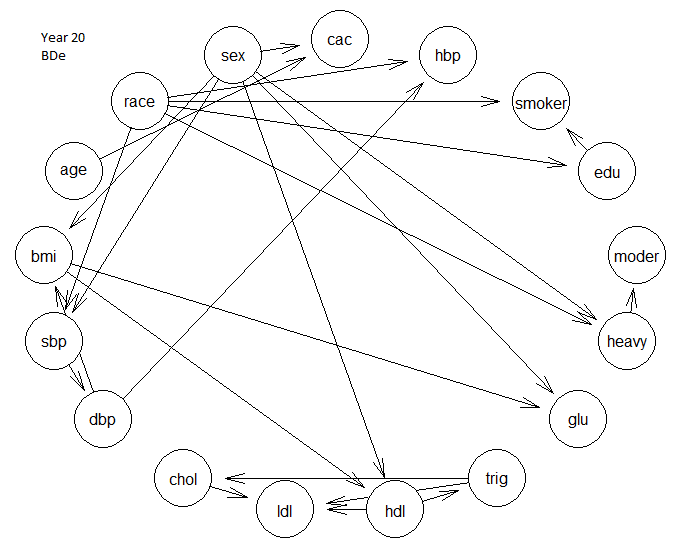 Year 20
BDe
cac
sex
hbp
race
smoker
age
edu
bmi
moder
sbp
heavy
dbp
glu
chol
trig
ldl
hdl